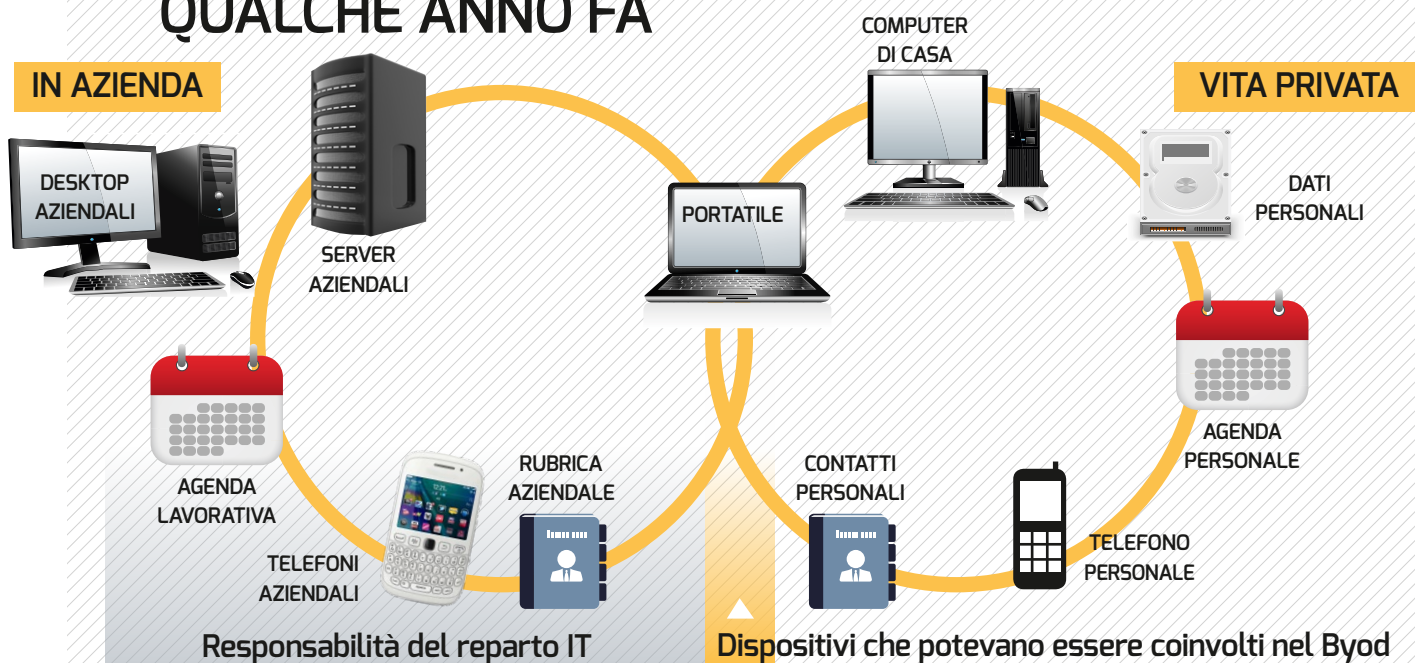 QUALCHE ANNO FA
IN AZIENDA
COMPUTER
DI CASA
VITA PRIVATA
DESKTOP
AZIENDALI
SERVER
AZIENDALI
PORTATILE
DATI
PERSONALI
AGENDA
LAVORATIVA
TELEFONI
AZIENDALI
RUBRICA
AZIENDALE
CONTATTI
PERSONALI
TELEFONO
PERSONALE
AGENDA
PERSONALE
Responsabilità del reparto IT
Dispositivi che potevano essere coinvolti nel Byod